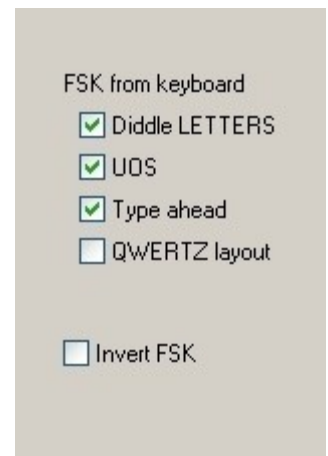 FSK from keyboard
Diddle LETTERS
UOS
Type ahead
QWERTZ layout
Invert FSK